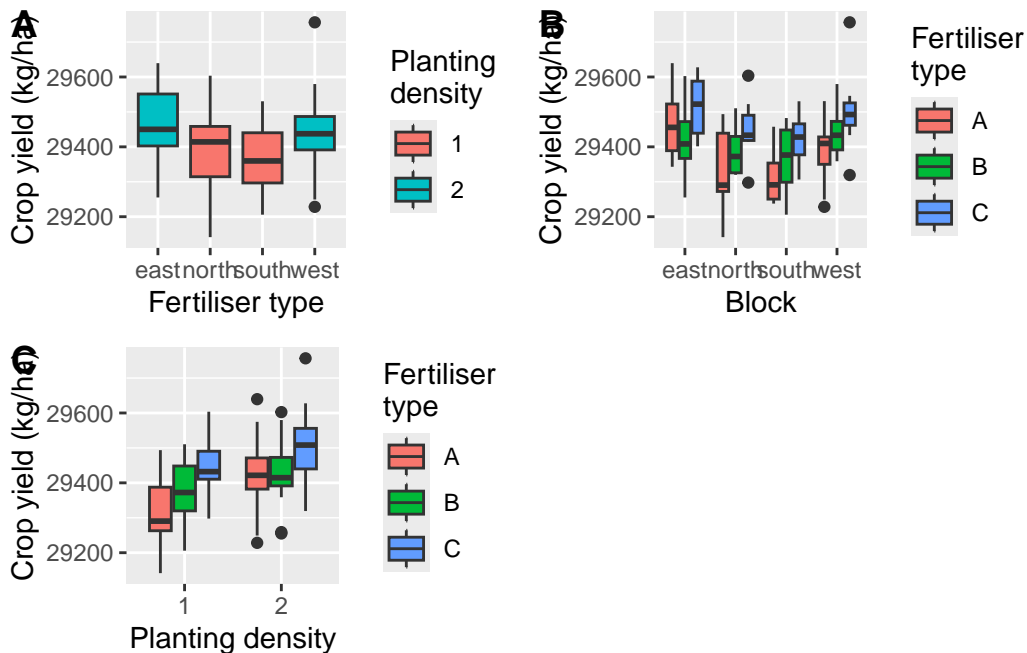 A
Crop yield (kg/ha)
29600
29400
29200
east north south west
Fertiliser type
Planting
density
1
2
B
Crop yield (kg/ha)
29600
29400
29200
east north south west
Block
Fertiliser
type
A
B
C
C
Crop yield (kg/ha)
29600
29400
29200
1
2
Planting density
Fertiliser
type
A
B
C